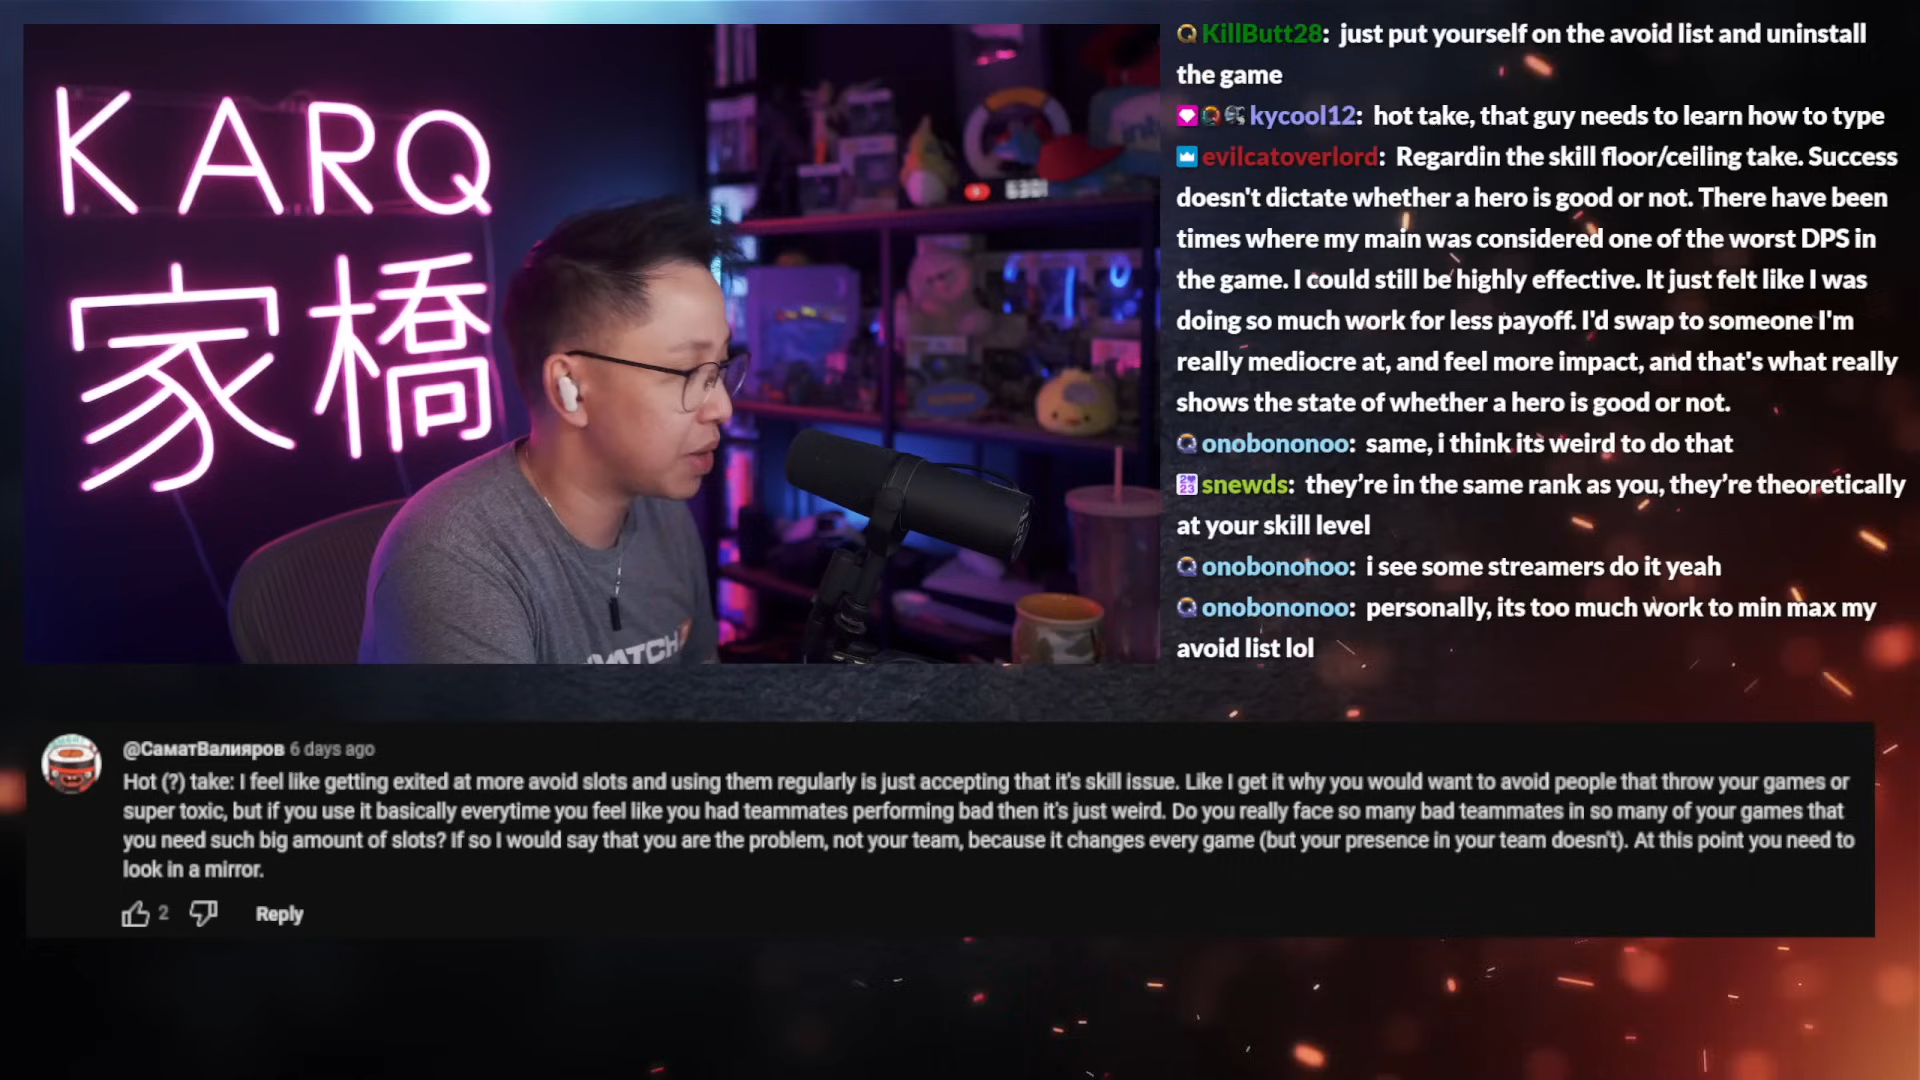 KARQ
家橋
KillButt28: just put yourself on the avoid list and uninstall
the game
kycool12: hot take, that guy needs to learn how to type
evilcatoverlord: Regardin the skill floor/ceiling take. Success
doesn't dictate whether a hero is good or not. There have been
times where my main was considered one of the worst DPS in
the game. I could still be highly effective. It just felt like I was
doing so much work for less payoff. I'd swap to someone I'm
really mediocre at, and feel more impact, and that's what really
shows the state of whether a hero is good or not.
onobononoo: same, i think its weird to do that
snewds: they're in the same rank as you, they're theoretically
at your skill level
onobononoo: i see some streamers do it yeah
onobononoo: personally, its too much work to min max my
avoid list lol
@СаматВалияров 6 days ago
Hot (?) take: I feel like getting exited at more avoid slots and using them regularly is just accepting that it's skill issue. Like I get it why you would want to avoid people that throw your games or
super toxic, but if you use it basically everytime you feel like you had teammates performing bad then it's just weird. Do you really face so many bad teammates in so many of your games that
you need such big amount of slots? If so I would say that you are the problem, not your team, because it changes every game (but your presence in your team doesn't). At this point you need to
look in a mirror.
2 Reply